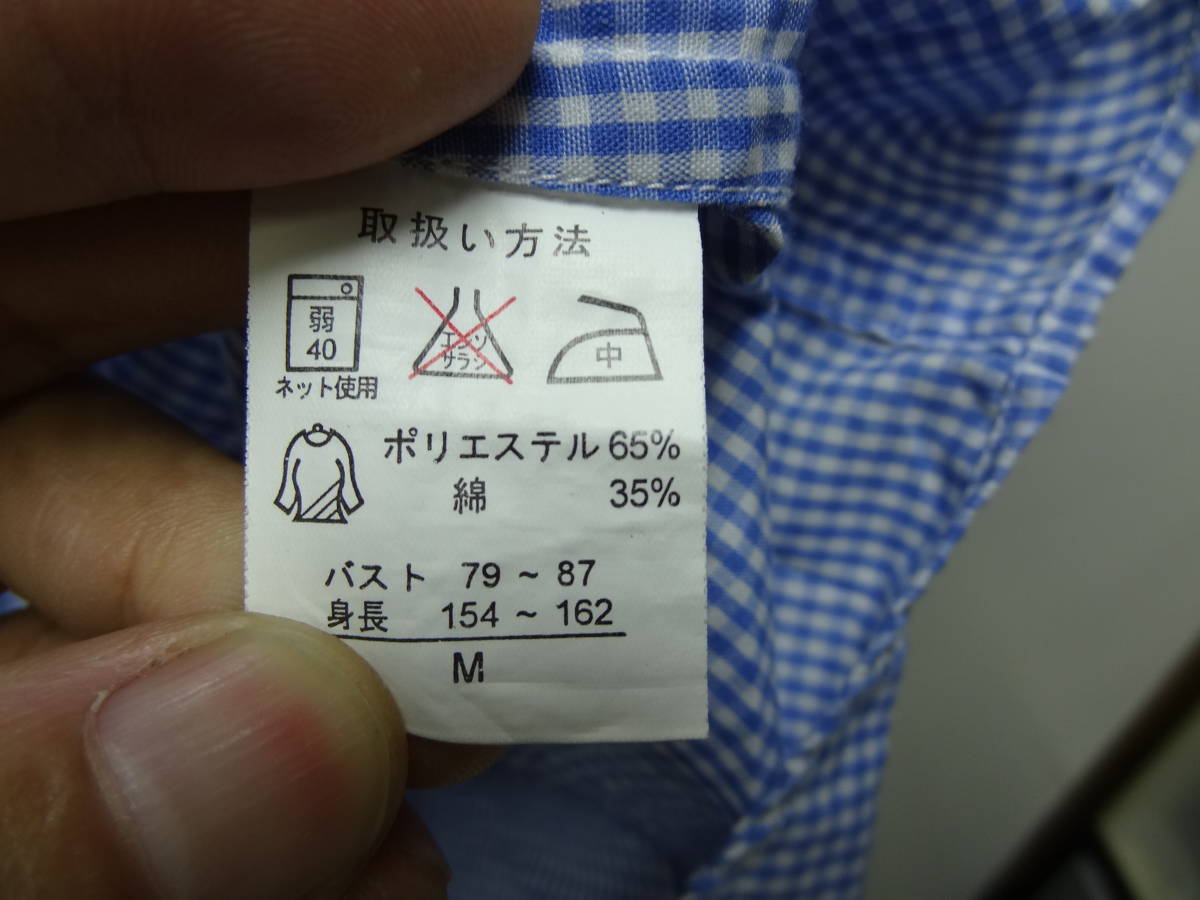 取扱い方法
弱
40
ネット使用
エンソ
サラシ
中
ポリエステル 65%
綿 35%
バスト 79 ~ 87
身長 154 ~ 162
M